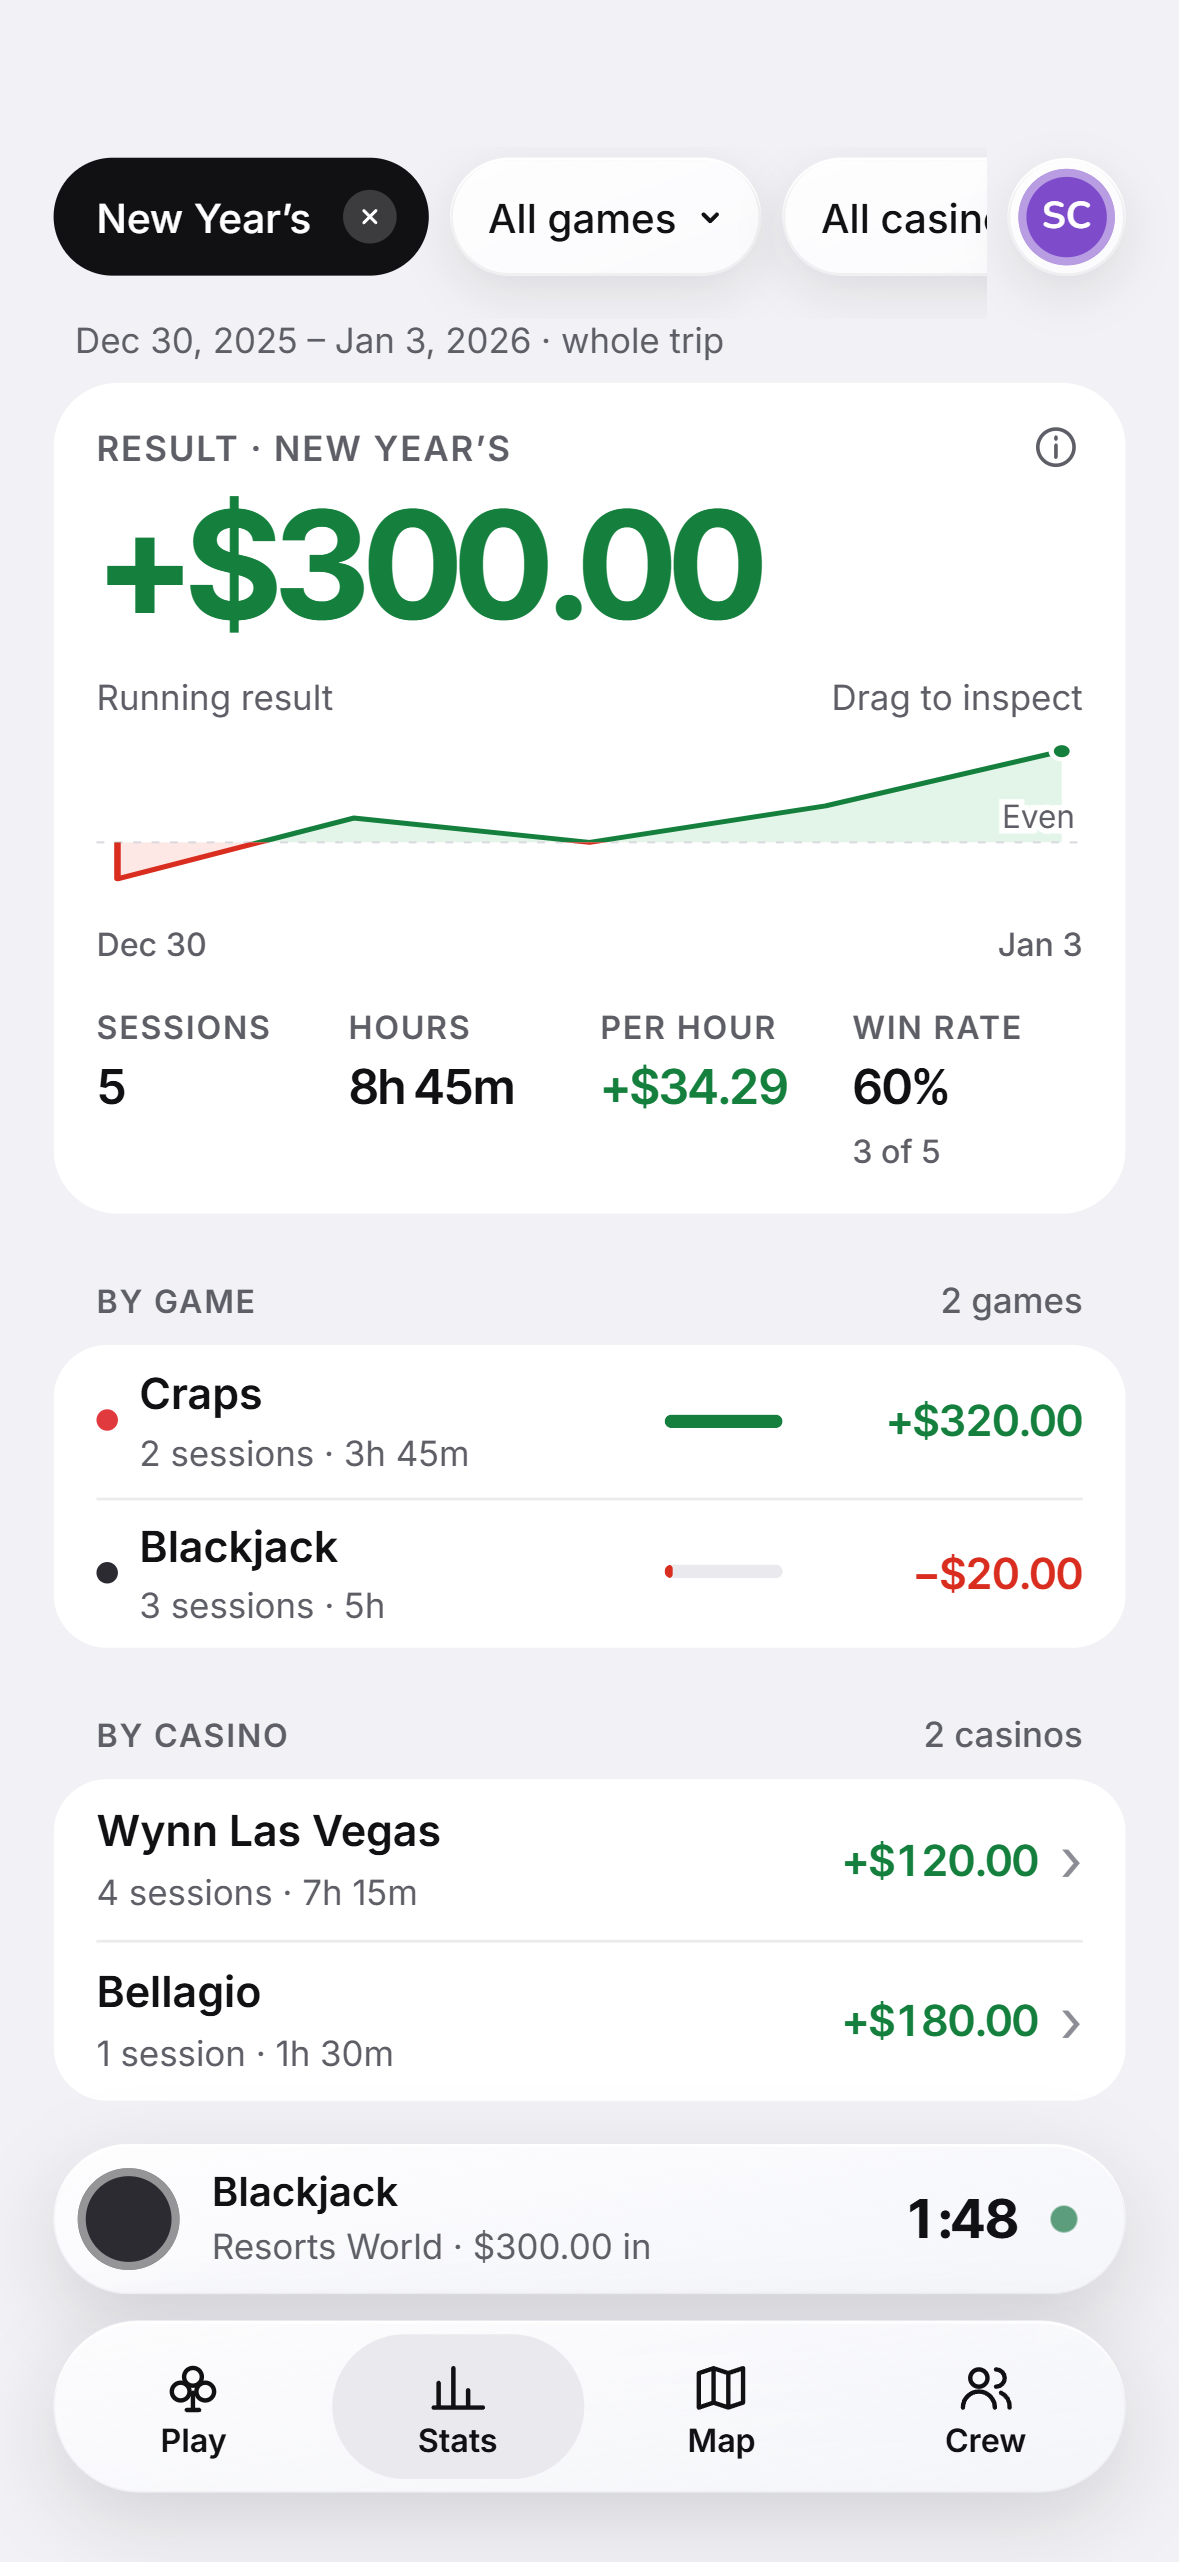 New Year’s
All games
All casin
SC
Dec 30, 2025 – Jan 3, 2026 · whole trip
RESULT · NEW YEAR’S
+$300.00
Running result
Drag to inspect
Even
Dec 30
Jan 3
SESSIONS
HOURS
PER HOUR
WIN RATE
5
8h 45m
+$34.29
60%
3 of 5
BY GAME
2 games
Craps
2 sessions · 3h 45m
+$320.00
Blackjack
3 sessions · 5h
−$20.00
BY CASINO
2 casinos
Wynn Las Vegas
4 sessions · 7h 15m
+$120.00
Bellagio
1 session · 1h 30m
+$180.00
Blackjack
Resorts World · $300.00 in
1:48
Play
Stats
Map
Crew